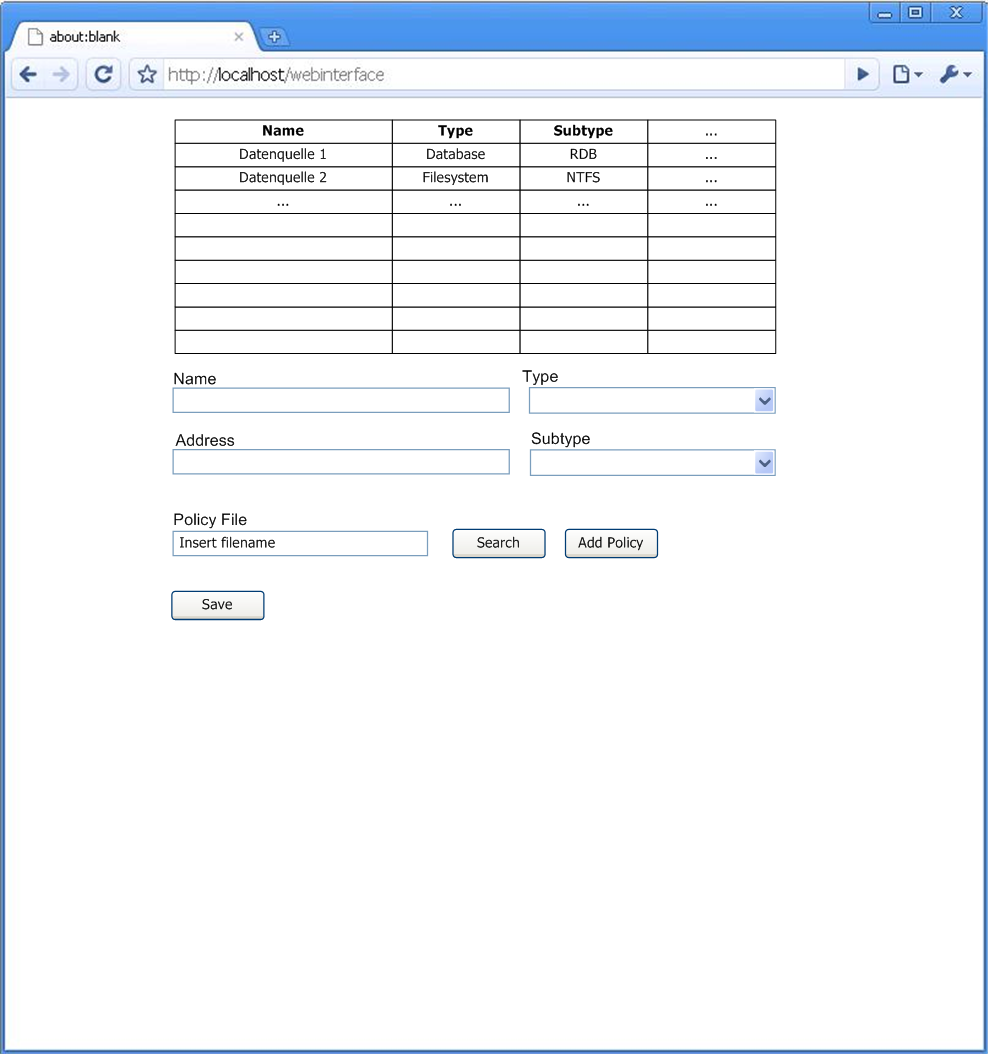 about:blank
http://localhost/webinterface
Name Type Subtype ...
Datenquelle 1 Database RDB ...
Datenquelle 2 Filesystem NTFS ...
... ... ... ...
Name Type
Address Subtype
Policy File
Insert filename Search Add Policy
Save